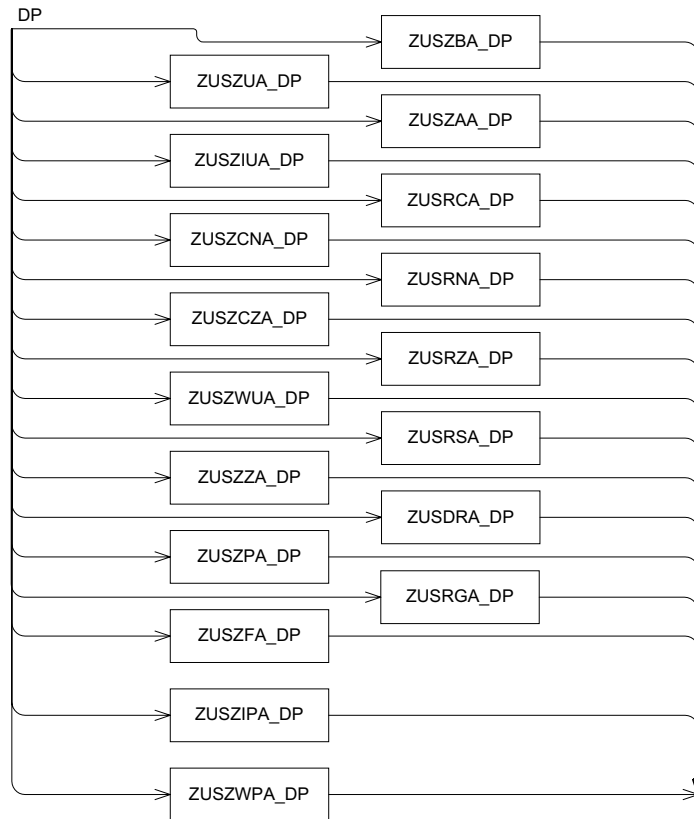 DP
ZUSZBA_DP
ZUSZUA_DP
ZUSZAA_DP
ZUSZIUA_DP
ZUSRCA_DP
ZUSZCNA_DP
ZUSRNA_DP
ZUSZCZA_DP
ZUSRZA_DP
ZUSZWUA_DP
ZUSRSA_DP
ZUSZZA_DP
ZUSDRA_DP
ZUSZPA_DP
ZUSRGA_DP
ZUSZFA_DP
ZUSZIPA_DP
ZUSZWPA_DP